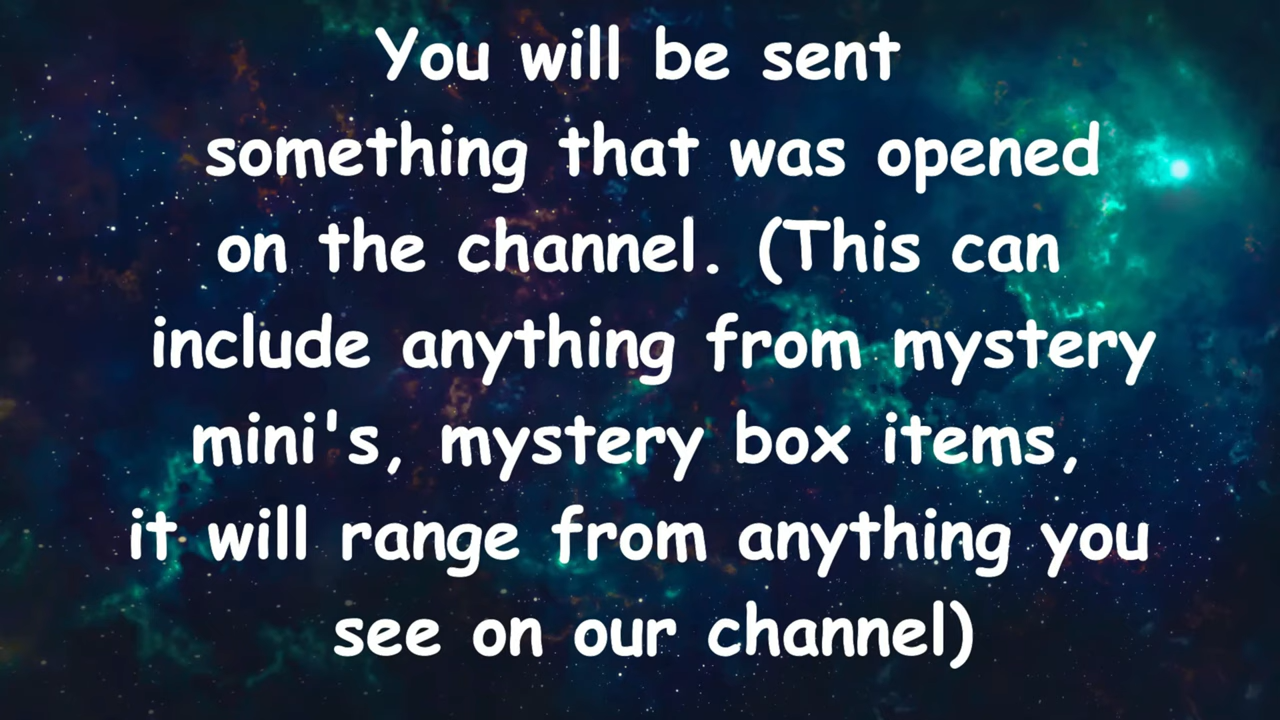 You will be sent
something that was opened
on the channel. (This can
include anything from mystery
mini's, mystery box items,
it will range from anything you
see on our channel)